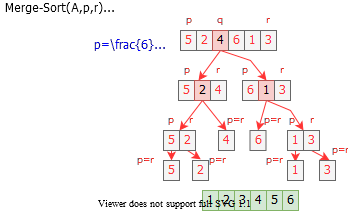 Merge-Sort(A,p,r)...
p q r
p=\frac{6}... 5 2 4 6 1 3
p r p r
5 2 4 6 1 3
p r p=r p=r p r
5 2 4 6 1 3
p=r p=r p=r p=r
5 2 1 3
1 2 3 4 5 6
Viewer does not support full SVG 1.1